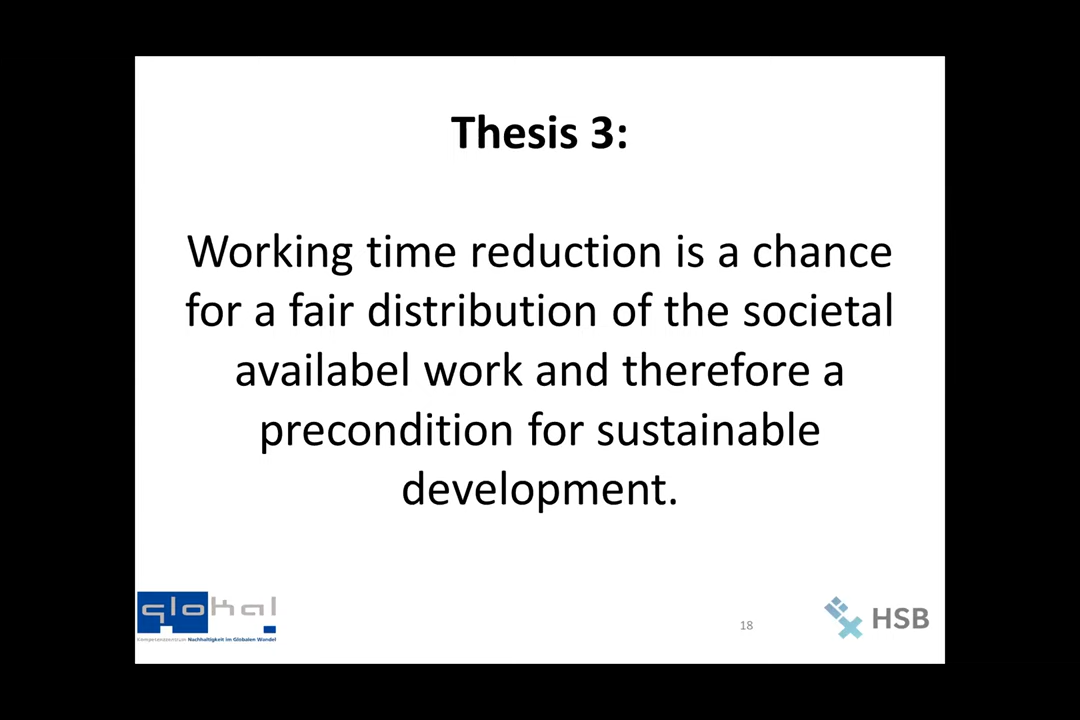 Thesis 3:
Working time reduction is a chance
for a fair distribution of the societal
availabel work and therefore a
precondition for sustainable
development.
glokal
Kompetenzzentrum Nachhaltigkeit im Globalen Wandel
18
HSB